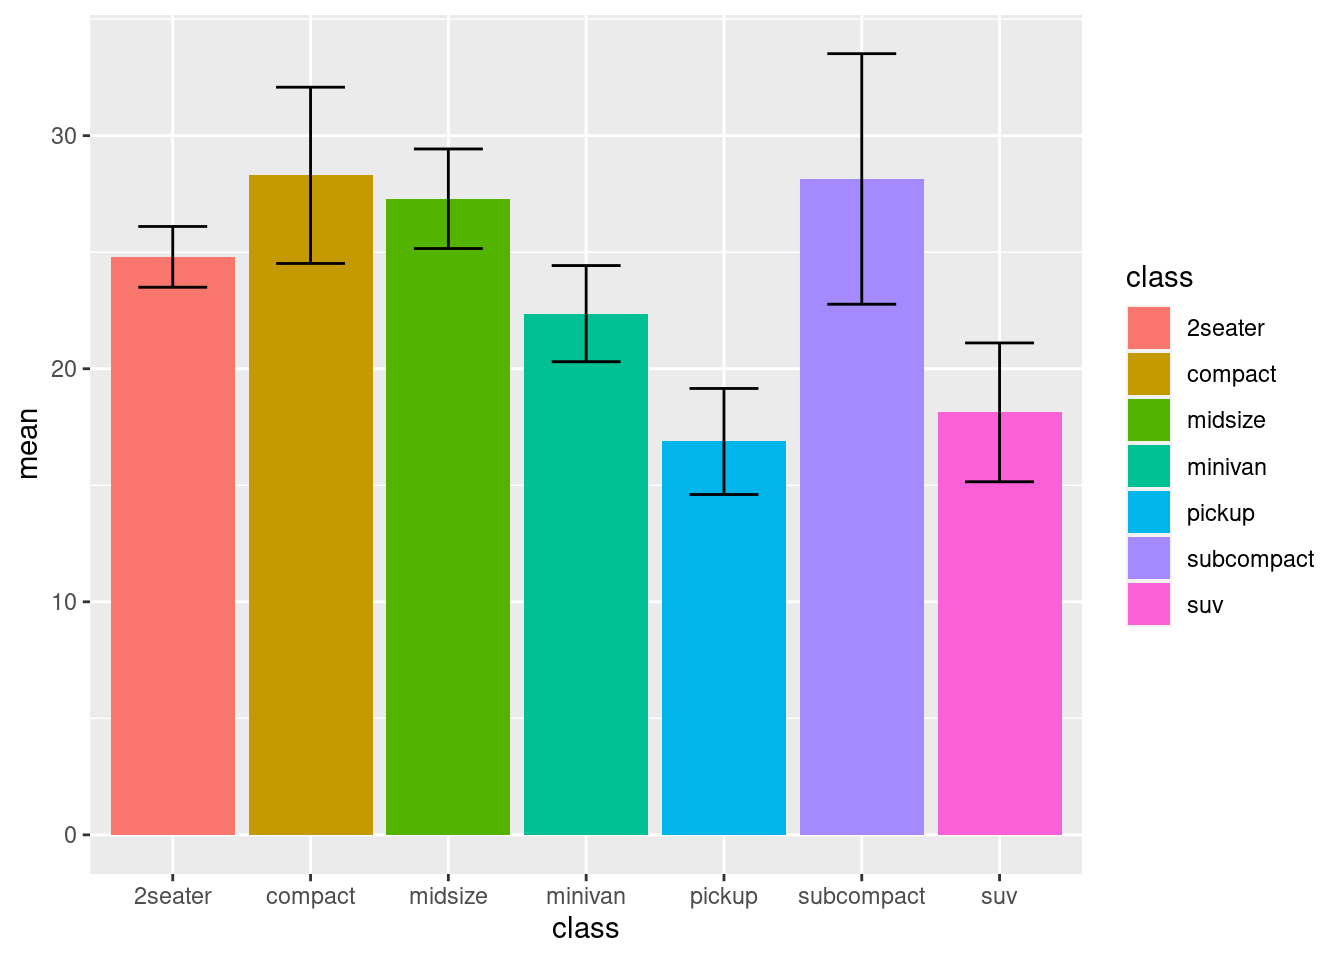 30
20
10
0
mean
2seater
compact
midsize
minivan
pickup
subcompact
suv
class
class
2seater
compact
midsize
minivan
pickup
subcompact
suv